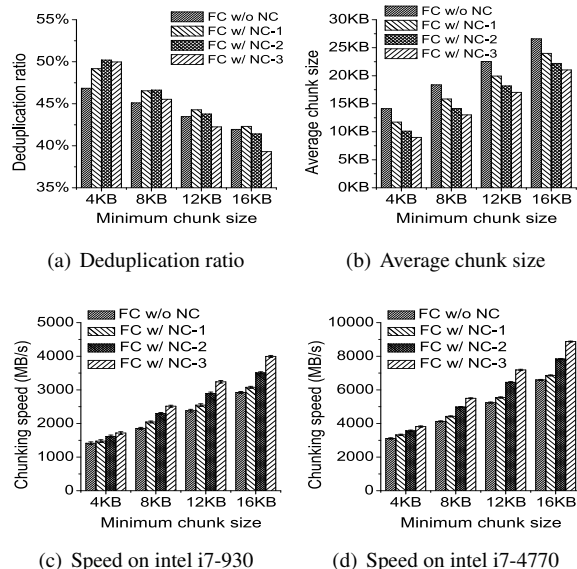 FC w/o NC
FC w/ NC-1
FC w/ NC-2
FC w/ NC-3
Deduplication ratio
60%
55%
50%
45%
40%
35%
4KB 8KB 12KB 16KB
Minimum chunk size
(a) Deduplication ratio
FC w/o NC
FC w/ NC-1
FC w/ NC-2
FC w/ NC-3
Average chunk size
30KB
25KB
20KB
15KB
10KB
5KB
0KB
4KB 8KB 12KB 16KB
Minimum chunk size
(b) Average chunk size
FC w/o NC
FC w/ NC-1
FC w/ NC-2
FC w/ NC-3
Chunking speed (MB/s)
5000
4000
3000
2000
1000
0
4KB 8KB 12KB 16KB
Minimum chunk size
(c) Speed on intel i7-930
FC w/o NC
FC w/ NC-1
FC w/ NC-2
FC w/ NC-3
Chunking speed (MB/s)
10000
8000
6000
4000
2000
0
4KB 8KB 12KB 16KB
Minimum chunk size
(d) Speed on intel i7-4770